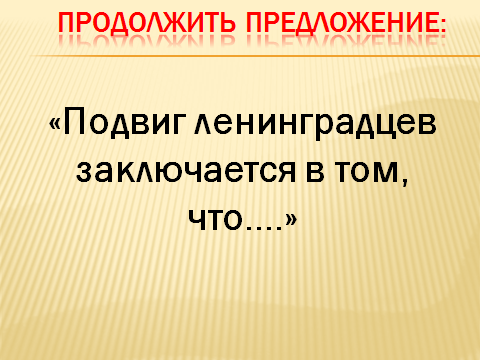 ПРОДОЛЖИТЬ ПРЕДЛОЖЕНИЕ:
«Подвиг ленинградцев
заключается в том,
что....»